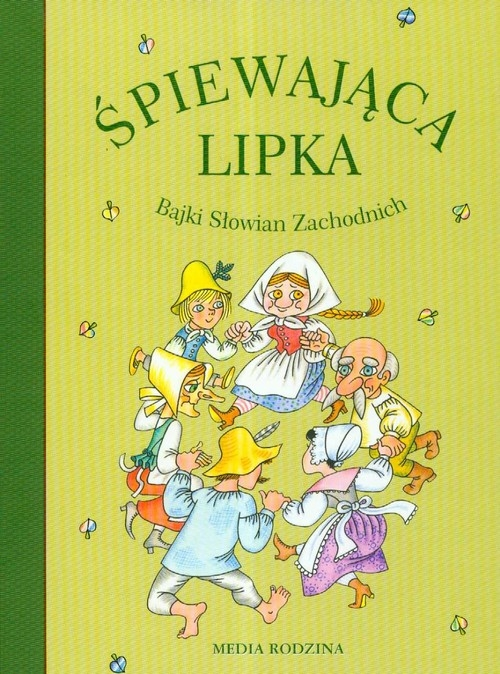 ŚPIEWAJĄCA
LIPKA
Bajki Słowian Zachodnich
MEDIA RODZINA